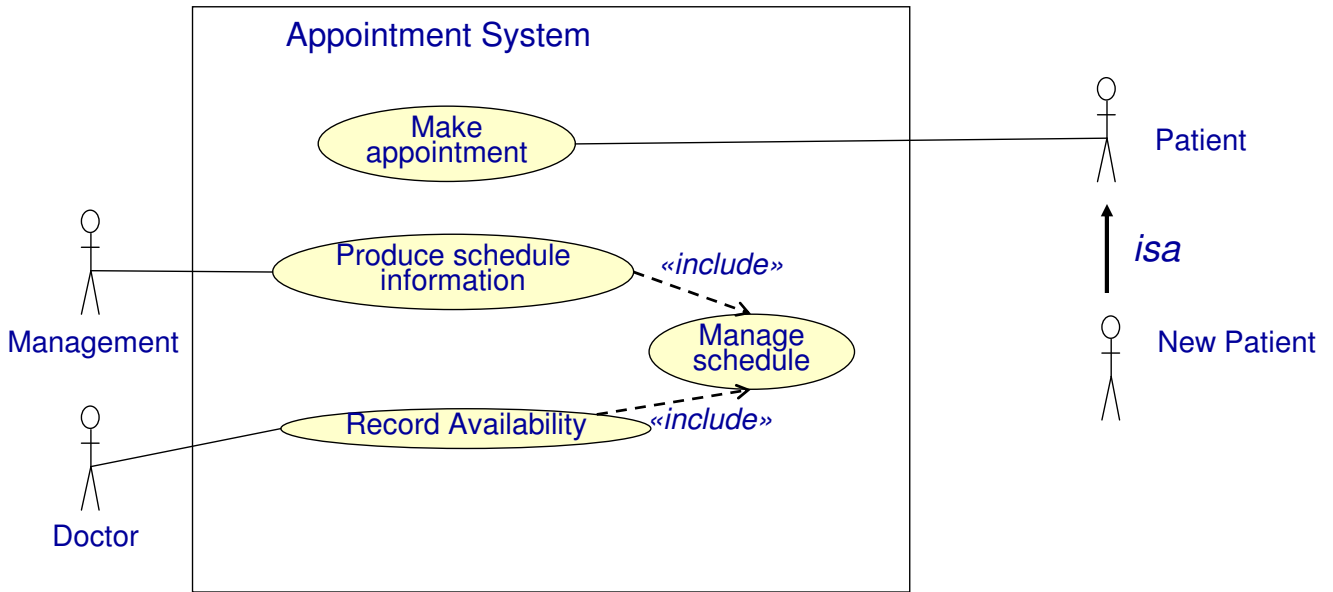 Appointment System
Make
appointment
Patient
Produce schedule
information
«include»
isa
Management
Manage
schedule
New Patient
Record Availability
«include»
Doctor